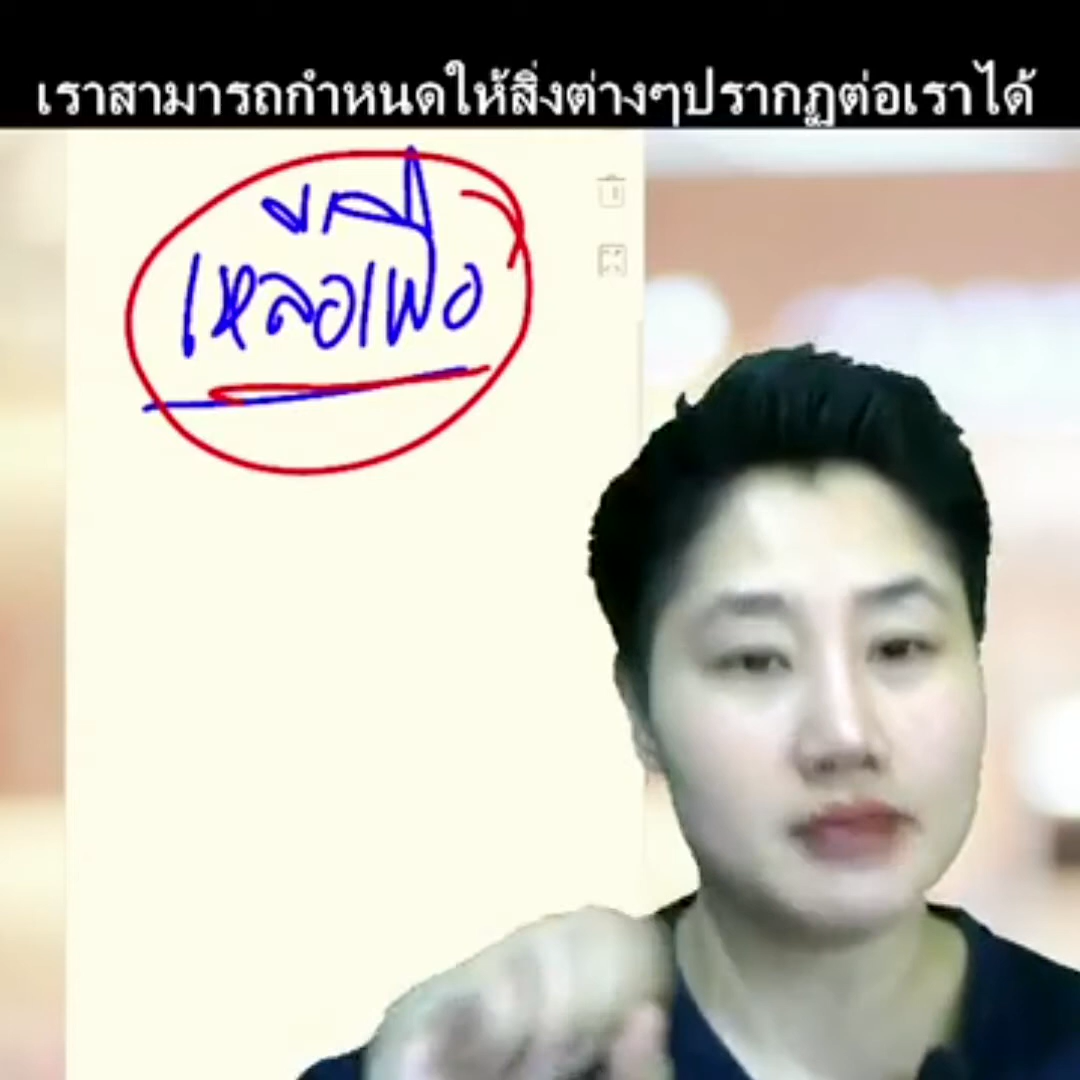 เราสามารถกำหนดให้สิ่งต่างๆปรากฏต่อเราได้
มี
เหลือเฟือ